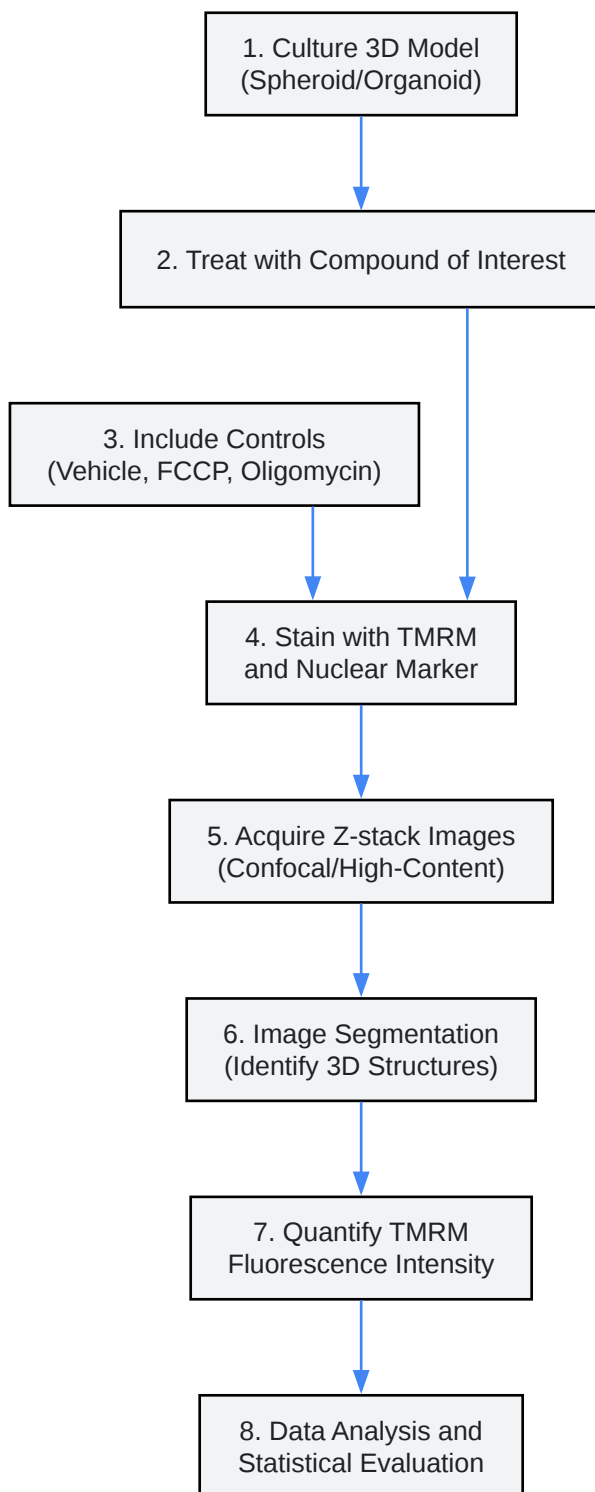 1. Culture 3D Model
(Spheroid/Organoid)
2. Treat with Compound of Interest
3. Include Controls
(Vehicle, FCCP, Oligomycin)
4. Stain with TMRM
and Nuclear Marker
5. Acquire Z-stack Images
(Confocal/High-Content)
6. Image Segmentation
(Identify 3D Structures)
7. Quantify TMRM
Fluorescence Intensity
8. Data Analysis and
Statistical Evaluation